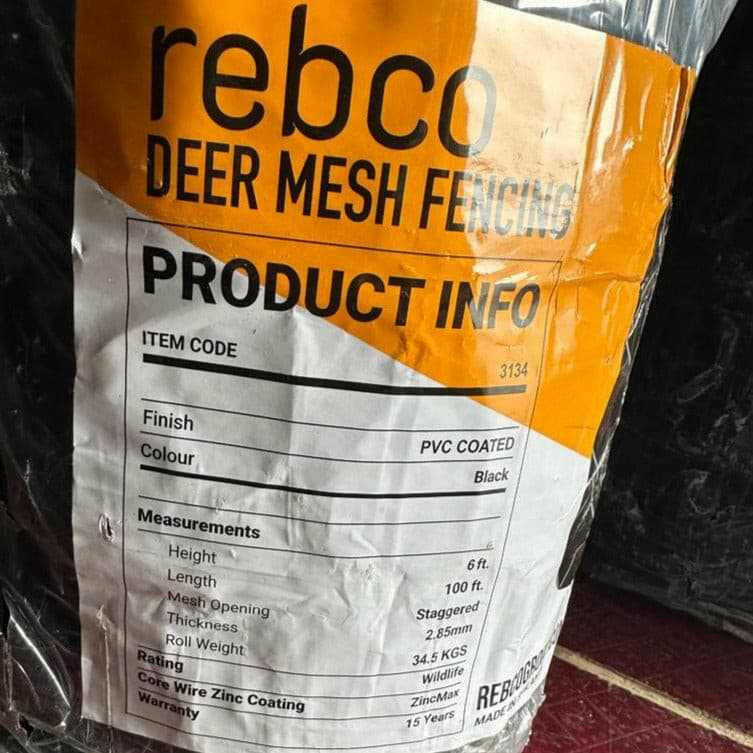 rebco
DEER MESH FENCING
PRODUCT INFO
ITEM CODE 3134
Finish PVC COATED
Colour Black
Measurements
Height 6 ft.
Length 100 ft.
Mesh Opening Staggered
Thickness 2.85mm
Roll Weight 34.5 KGS
Rating Wildlife
Core Wire Zinc Coating ZincMax
Warranty 15 Years
MADE IN